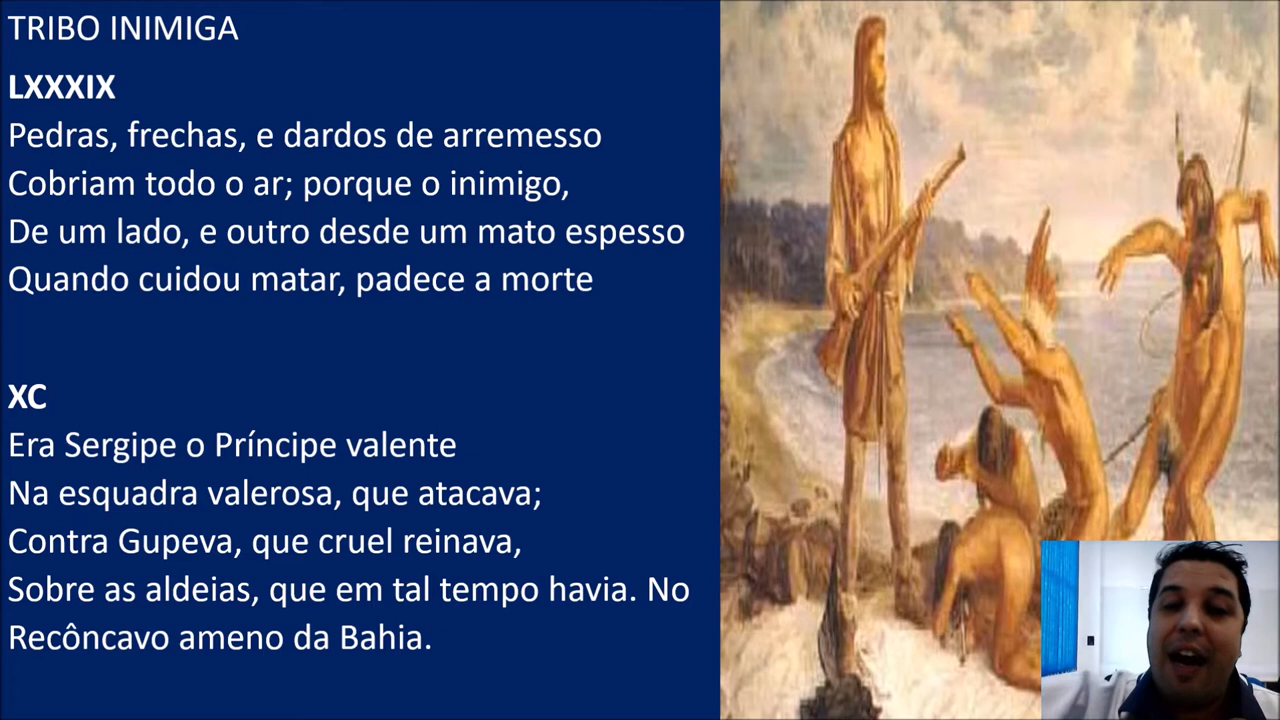 TRIBO INIMIGA
LXXXIX
Pedras, frechas, e dardos de arremesso
Cobriam todo o ar; porque o inimigo,
De um lado, e outro desde um mato espesso
Quando cuidou matar, padece a morte
XC
Era Sergipe o Príncipe valente
Na esquadra valerosa, que atacava;
Contra Gupeva, que cruel reinava,
Sobre as aldeias, que em tal tempo havia. No
Recôncavo ameno da Bahia.